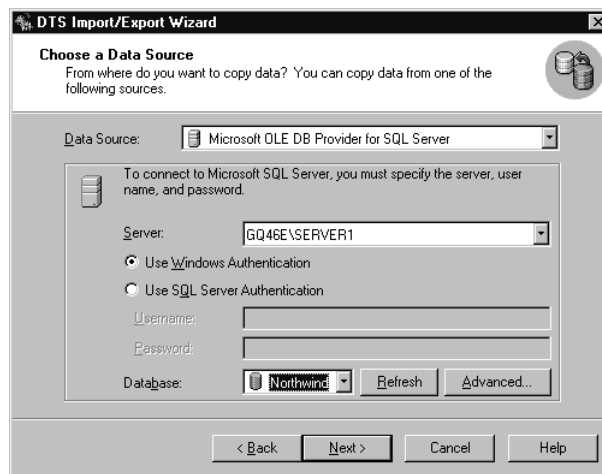 DTS Import/Export Wizard
Choose a Data Source
From where do you want to copy data? You can copy data from one of the
following sources.
Data Source: Microsoft OLE DB Provider for SQL Server
To connect to Microsoft SQL Server, you must specify the server, user
name, and password.
Server: GQ46E\SERVER1
Use Windows Authentication
Use SQL Server Authentication
Username:
Password:
Database: Northwind Refresh Advanced...
< Back Next > Cancel Help